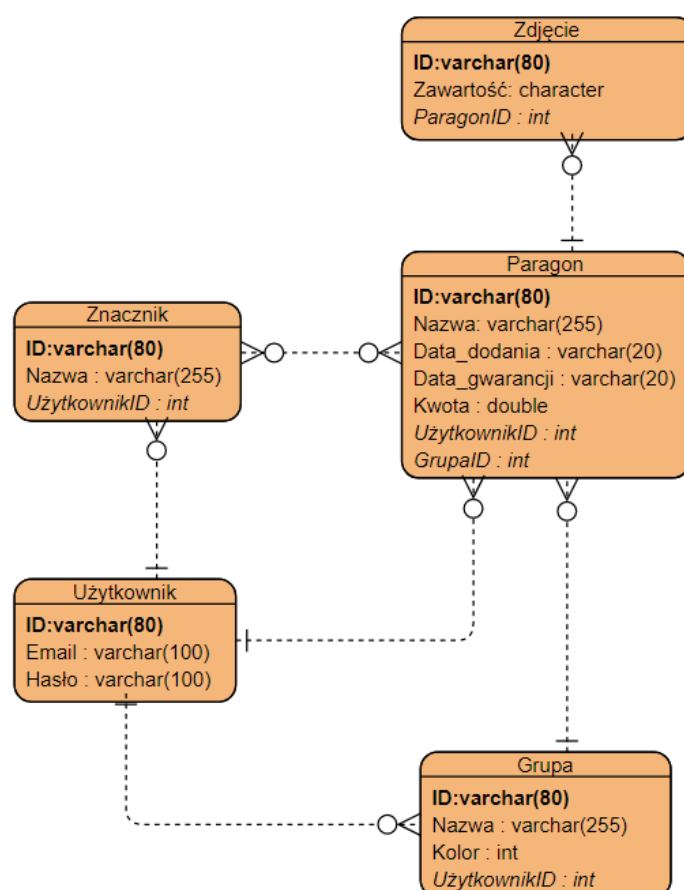 Zdjęcie
ID:varchar(80)
Zawartość: character
ParagonID : int
Paragon
ID:varchar(80)
Nazwa: varchar(255)
Data_dodania : varchar(20)
Data_gwarancji : varchar(20)
Kwota : double
UżytkownikID : int
GrupaID : int
Znacznik
ID:varchar(80)
Nazwa : varchar(255)
UżytkownikID : int
Użytkownik
ID:varchar(80)
Email : varchar(100)
Hasło : varchar(100)
Grupa
ID:varchar(80)
Nazwa : varchar(255)
Kolor : int
UżytkownikID : int